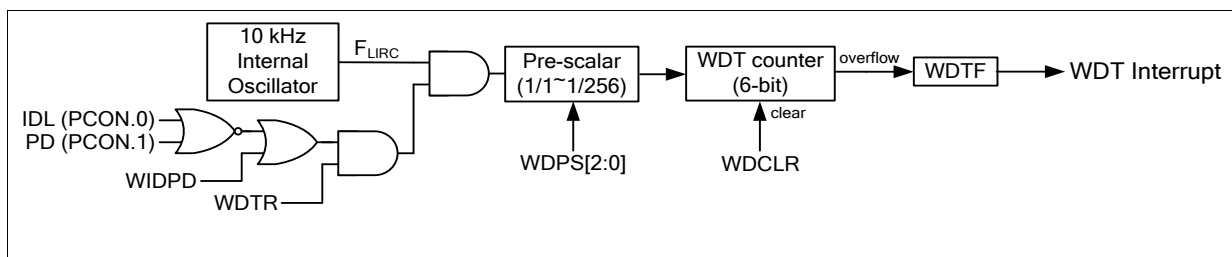 10 kHz
Internal
Oscillator
FLIRC
Pre-scalar
(1/1~1/256)
WDT counter
(6-bit)
overflow
WDTF
WDT Interrupt
clear
IDL (PCON.0)
PD (PCON.1)
WIDPD
WDTR
WDPS[2:0]
WDCLR